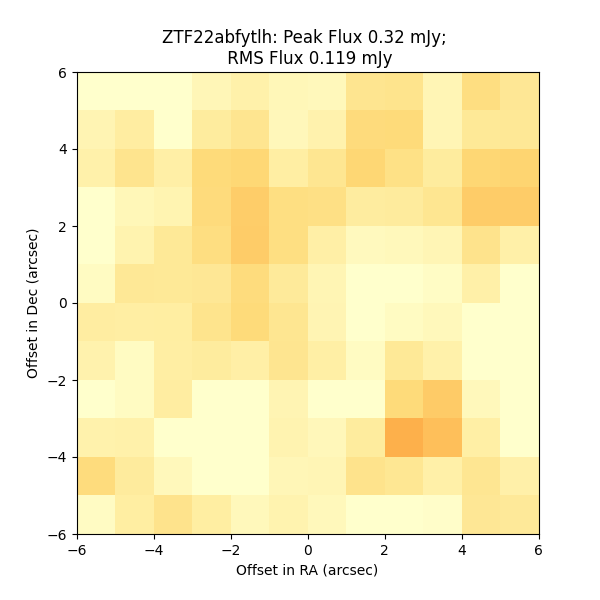 ZTF22abfytlh: Peak Flux 0.32 mJy;
RMS Flux 0.119 mJy
6
4
2
0
−2
−4
−6
Offset in Dec (arcsec)
−6 −4 −2 0 2 4 6
Offset in RA (arcsec)